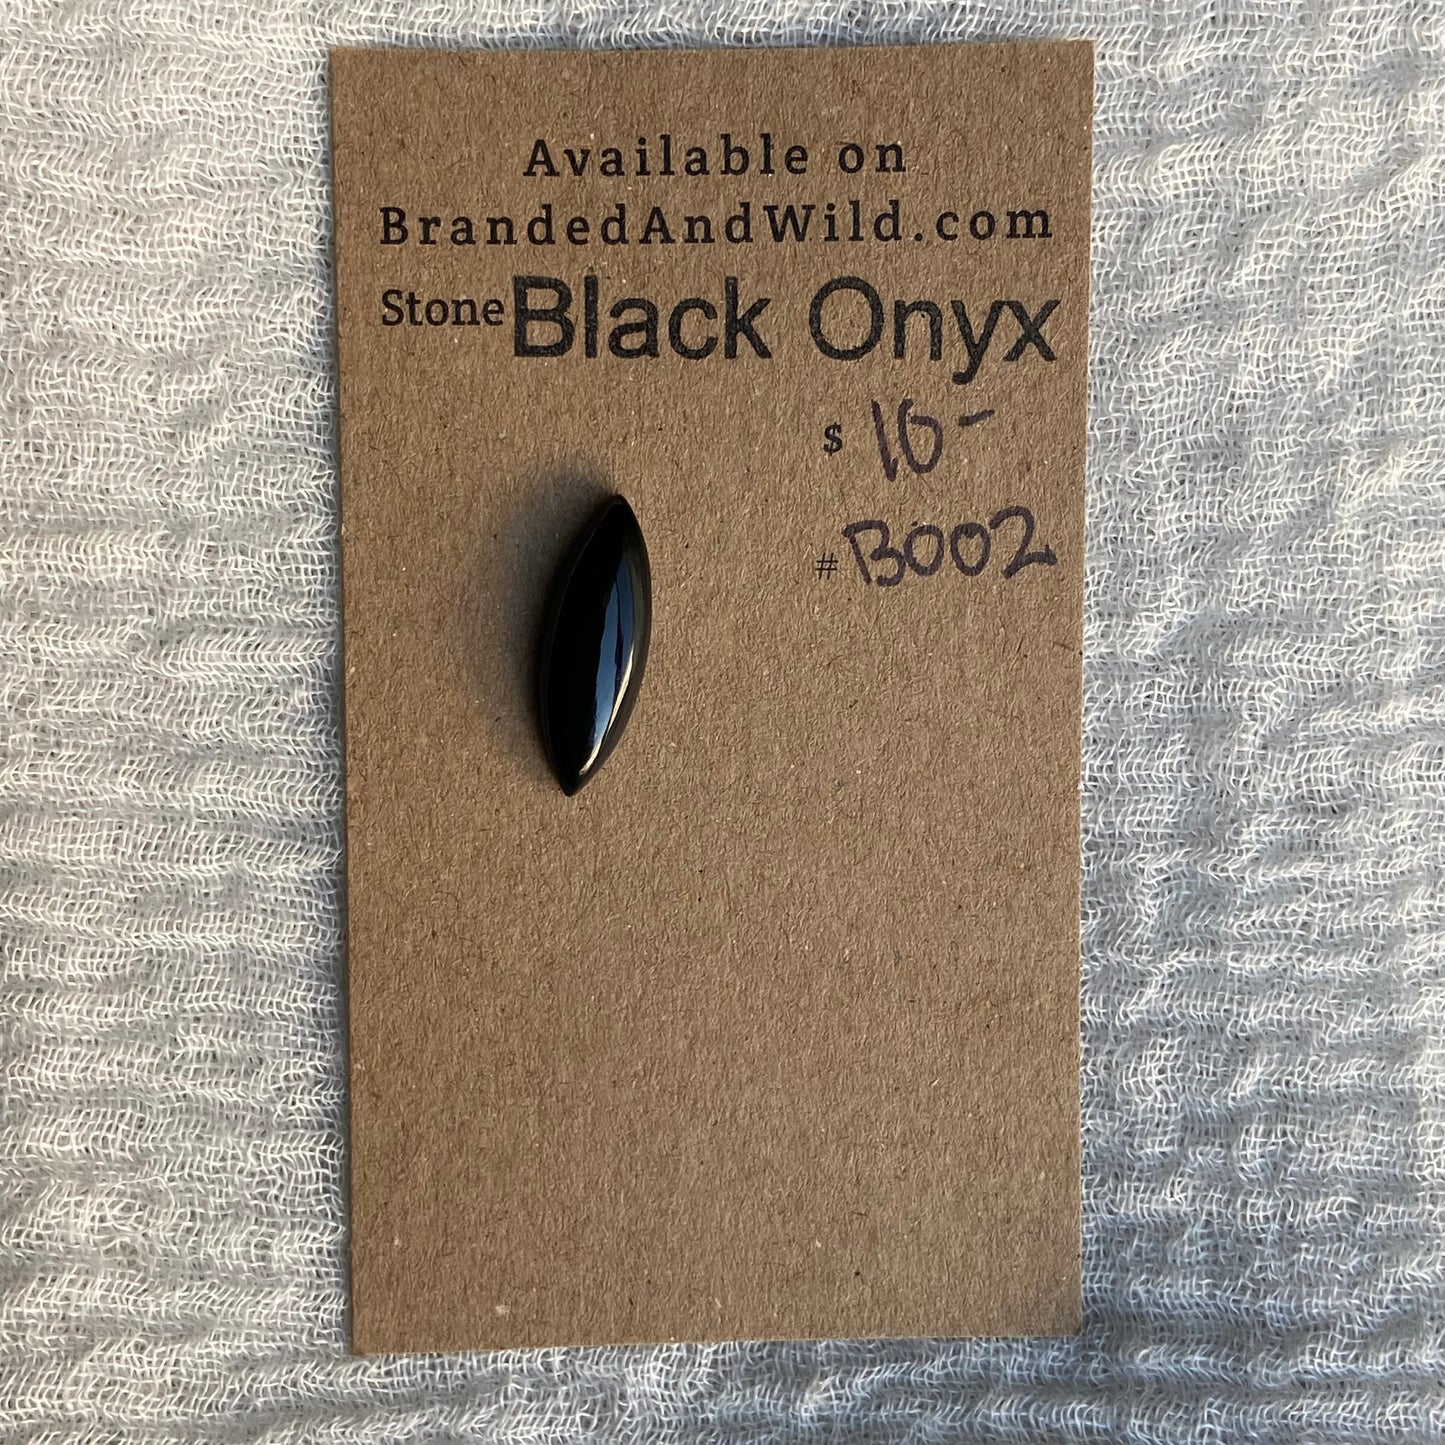 Available on
BrandedAndWild.com
Stone Black Onyx
$ 10-
# B002